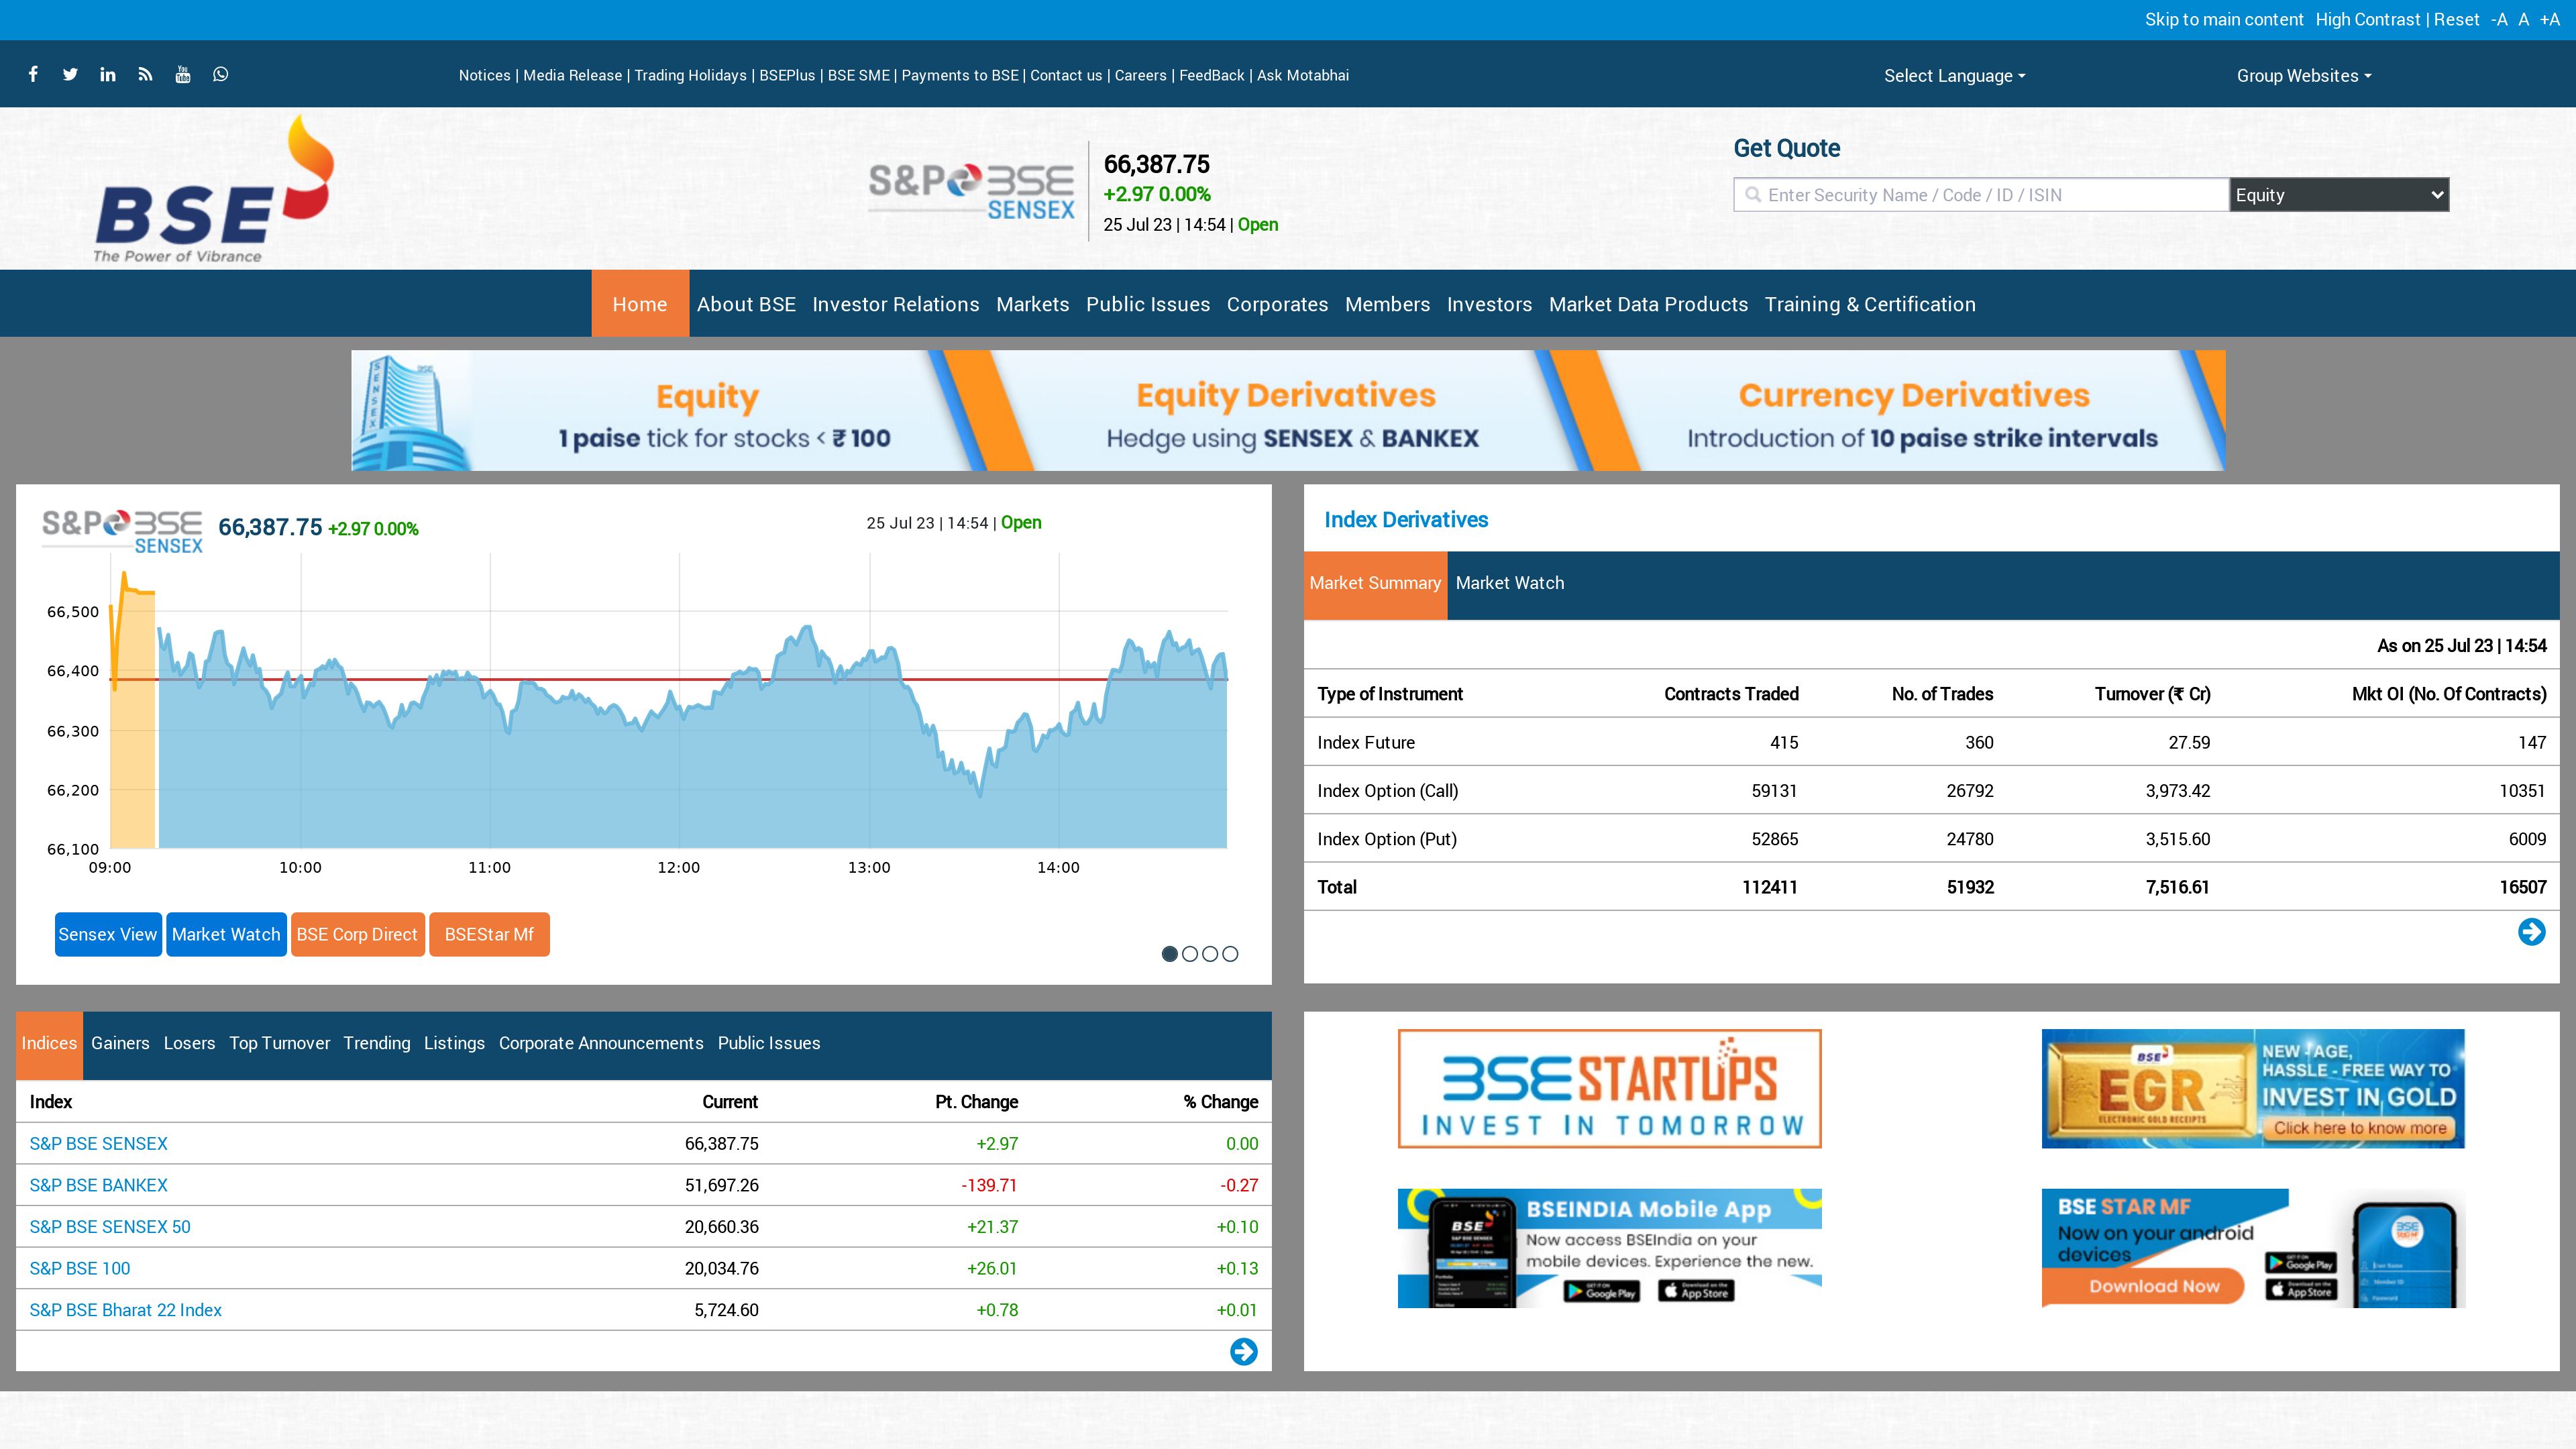 Skip to main content High Contrast | Reset -A A +A
Notices | Media Release | Trading Holidays | BSEPlus | BSE SME | Payments to BSE | Contact us | Careers | FeedBack | Ask Motabhai
Select Language
Group Websites
BSE
The Power of Vibrance
S&P BSE
SENSEX
66,387.75
+2.97 0.00%
25 Jul 23 | 14:54 | Open
Get Quote
Enter Security Name / Code / ID / ISIN
Equity
Home About BSE Investor Relations Markets Public Issues Corporates Members Investors Market Data Products Training & Certification
SENSEX
Equity
1 paise tick for stocks < ₹ 100
Equity Derivatives
Hedge using SENSEX & BANKEX
Currency Derivatives
Introduction of 10 paise strike intervals
S&P BSE
SENSEX
66,387.75 +2.97 0.00%
25 Jul 23 | 14:54 | Open
66,500
66,400
66,300
66,200
66,100
09:00 10:00 11:00 12:00 13:00 14:00
Sensex View Market Watch BSE Corp Direct BSEStar Mf
Index Derivatives
Market Summary Market Watch
As on 25 Jul 23 | 14:54
Type of Instrument Contracts Traded No. of Trades Turnover (₹ Cr) Mkt OI (No. Of Contracts)
Index Future 415 360 27.59 147
Index Option (Call) 59131 26792 3,973.42 10351
Index Option (Put) 52865 24780 3,515.60 6009
Total 112411 51932 7,516.61 16507
Indices Gainers Losers Top Turnover Trending Listings Corporate Announcements Public Issues
Index Current Pt. Change % Change
S&P BSE SENSEX 66,387.75 +2.97 0.00
S&P BSE BANKEX 51,697.26 -139.71 -0.27
S&P BSE SENSEX 50 20,660.36 +21.37 +0.10
S&P BSE 100 20,034.76 +26.01 +0.13
S&P BSE Bharat 22 Index 5,724.60 +0.78 +0.01
BSE STARTUPS
INVEST IN TOMORROW
BSE
EGR
ELECTRONIC GOLD RECEIPTS
NEW - AGE,
HASSLE - FREE WAY TO
INVEST IN GOLD
Click here to know more
BSE
BSEINDIA Mobile App
Now access BSEIndia on your
mobile devices. Experience the new.
GET IT ON
Google Play
Download on the
App Store
BSE STAR MF
Now on your android
devices
Download Now
GET IT ON
Google Play
Download on the
App Store